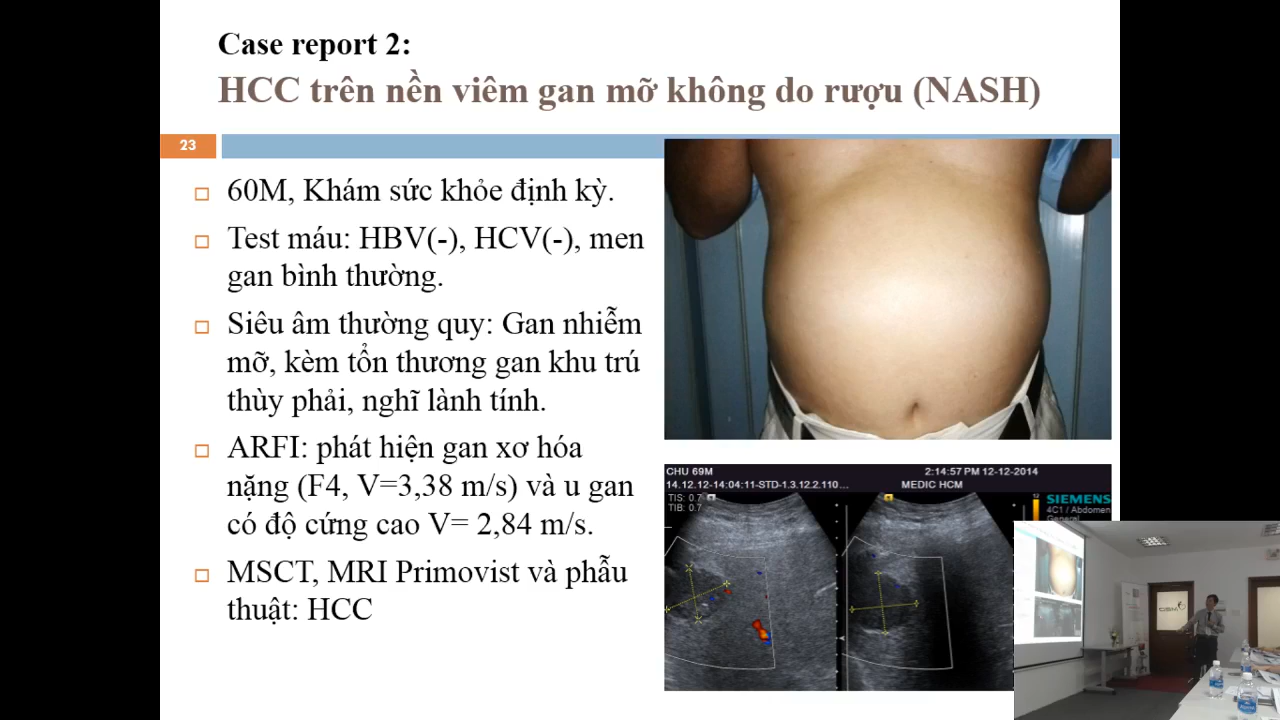 Case report 2:
HCC trên nền viêm gan mỡ không do rượu (NASH)
23
60M, Khám sức khỏe định kỳ.
Test máu: HBV(-), HCV(-), men
gan bình thường.
Siêu âm thường quy: Gan nhiễm
mỡ, kèm tổn thương gan khu trú
thùy phải, nghĩ lành tính.
ARFI: phát hiện gan xơ hóa
nặng (F4, V=3,38 m/s) và u gan
có độ cứng cao V= 2,84 m/s.
MSCT, MRI Primovist và phẫu
thuật: HCC
CHU 69M
2:14:57 PM 12-12-2014
14.12.12-14:04:11-STD-1.3.12.2.110...
MEDIC HCM
TIS: 0.7
TIB: 0.7
SIEMENS
4C1 / Abdomen
General